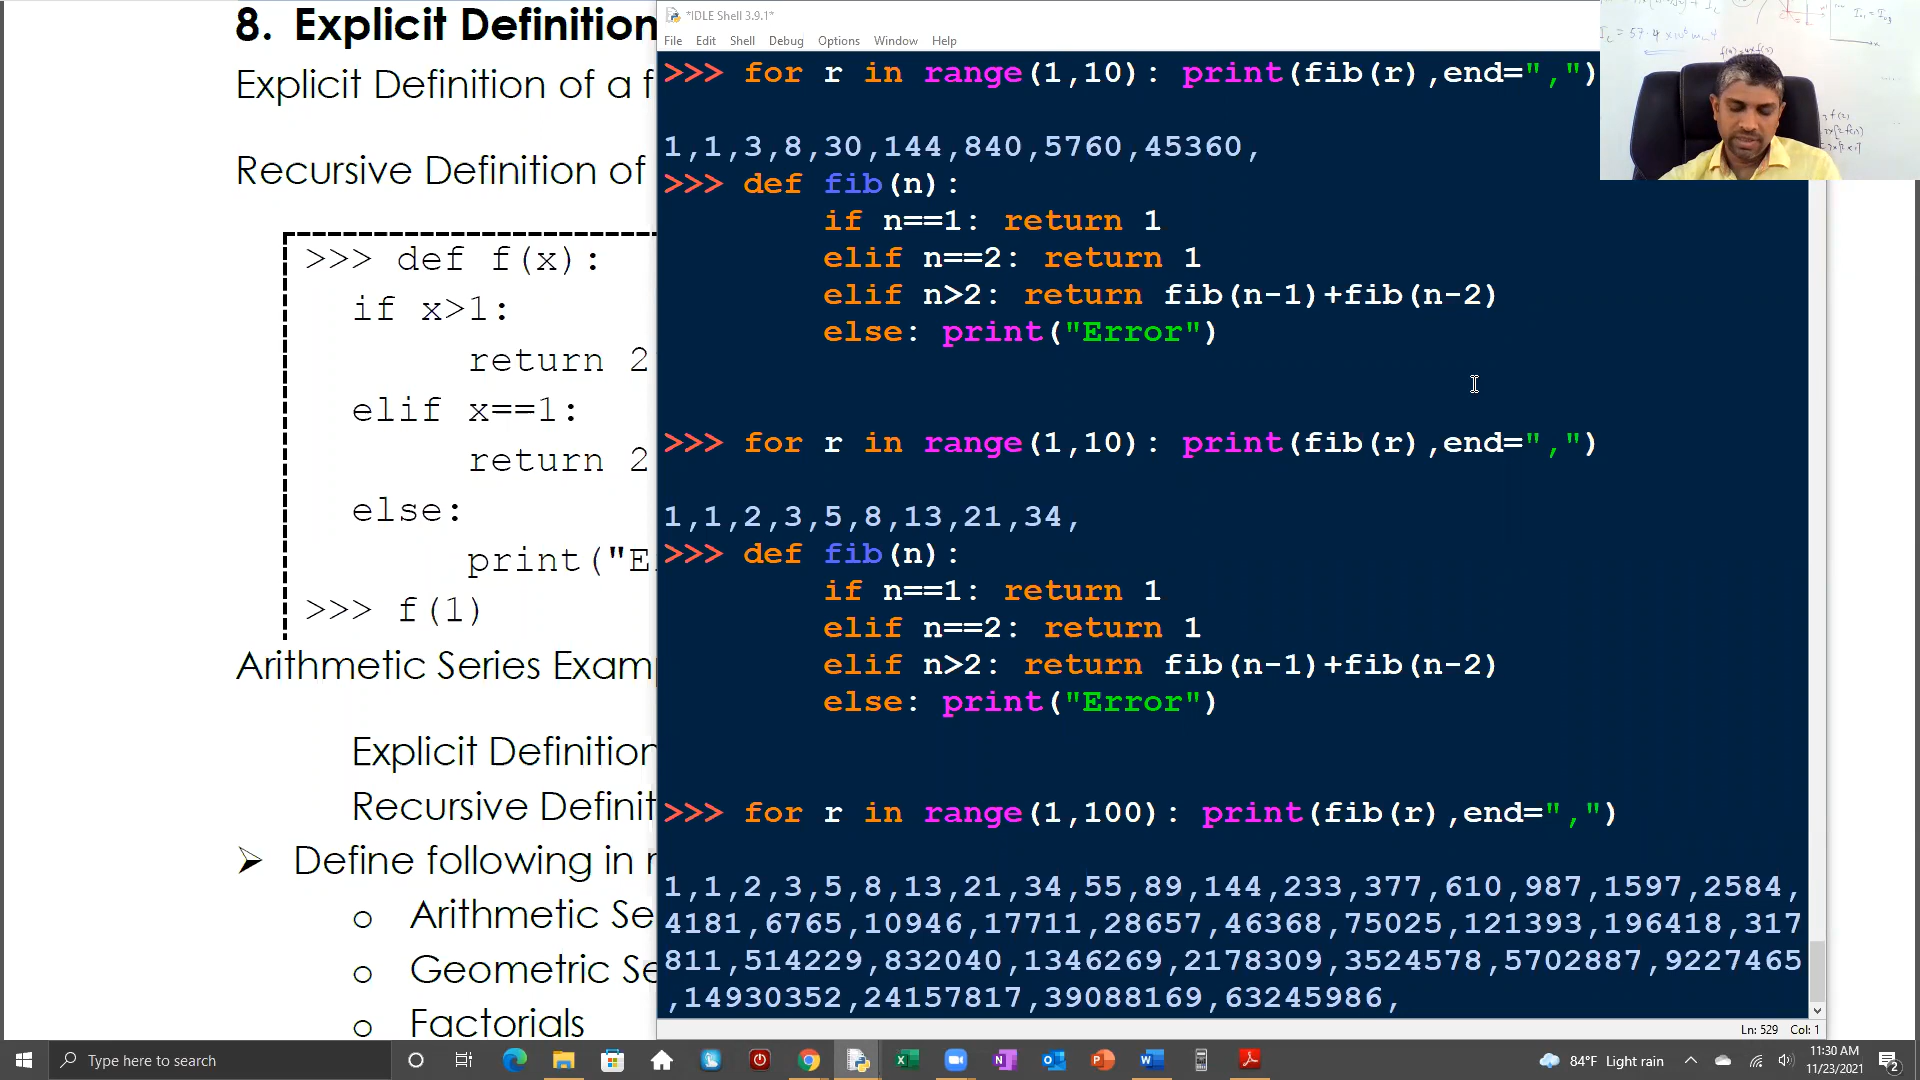 8. Explicit Definition
Explicit Definition of a f
Recursive Definition of
>>> def f(x):
if x>1:
return 2
elif x==1:
return 2
else:
print("E
>>> f(1)
Arithmetic Series Exam
Explicit Definition
Recursive Definit
Define following in
Arithmetic Se
Geometric Se
Factorials
*IDLE Shell 3.9.1*
File Edit Shell Debug Options Window Help
>>> for r in range(1,10): print(fib(r),end=",")
1,1,3,8,30,144,840,5760,45360,
>>> def fib(n):
if n==1: return 1
elif n==2: return 1
elif n>2: return fib(n-1)+fib(n-2)
else: print("Error")
>>> for r in range(1,10): print(fib(r),end=",")
1,1,2,3,5,8,13,21,34,
>>> def fib(n):
if n==1: return 1
elif n==2: return 1
elif n>2: return fib(n-1)+fib(n-2)
else: print("Error")
>>> for r in range(1,100): print(fib(r),end=",")
1,1,2,3,5,8,13,21,34,55,89,144,233,377,610,987,1597,2584,
4181,6765,10946,17711,28657,46368,75025,121393,196418,317
811,514229,832040,1346269,2178309,3524578,5702887,9227465
,14930352,24157817,39088169,63245986,
Ln: 529 Col: 1
Type here to search
84°F Light rain
11:30 AM
11/23/2021
2